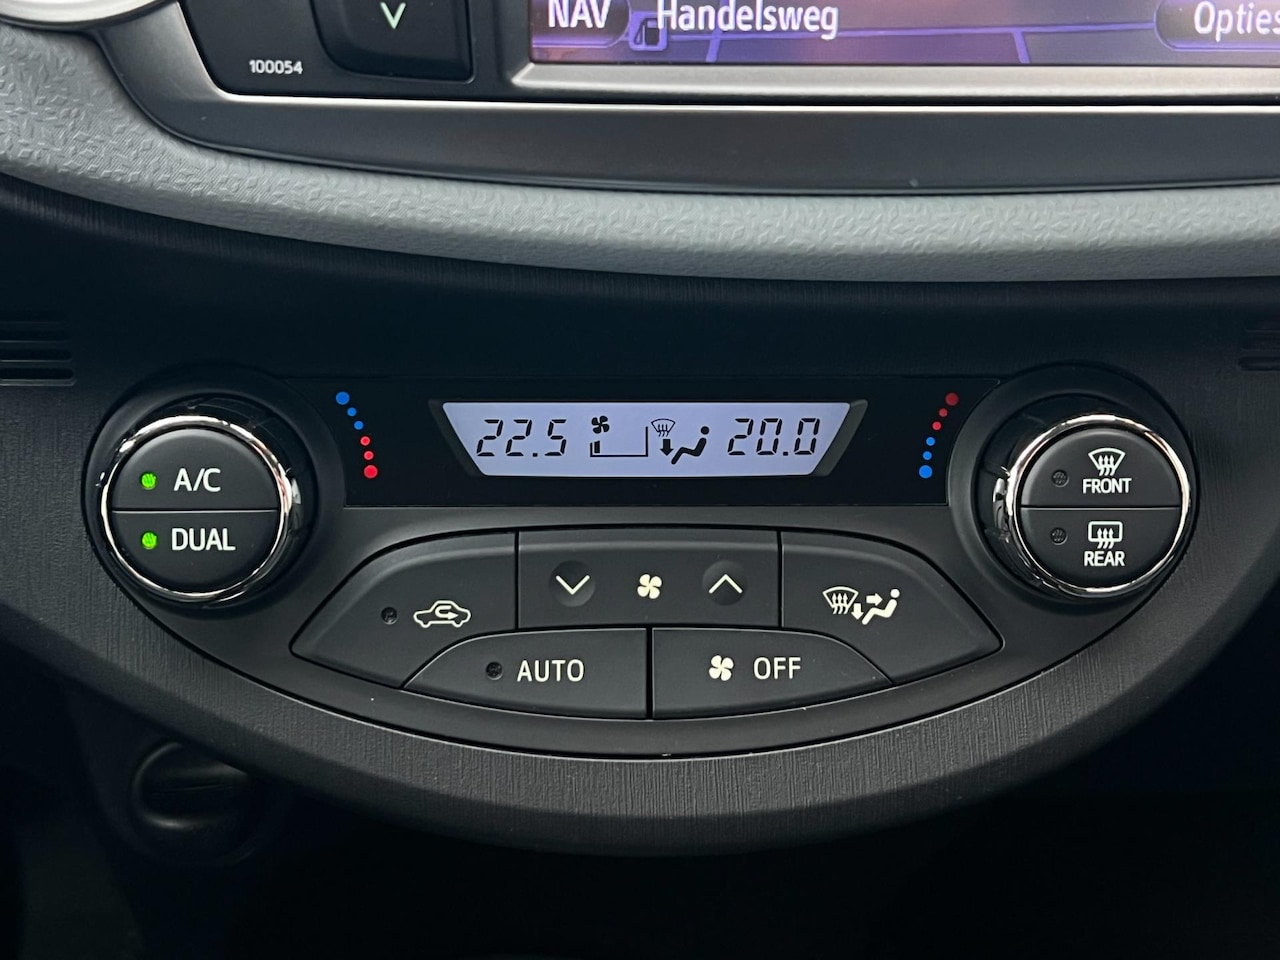 NAV Handelsweg Opties
100054
22.5 20.0
A/C
DUAL
FRONT
REAR
AUTO
OFF